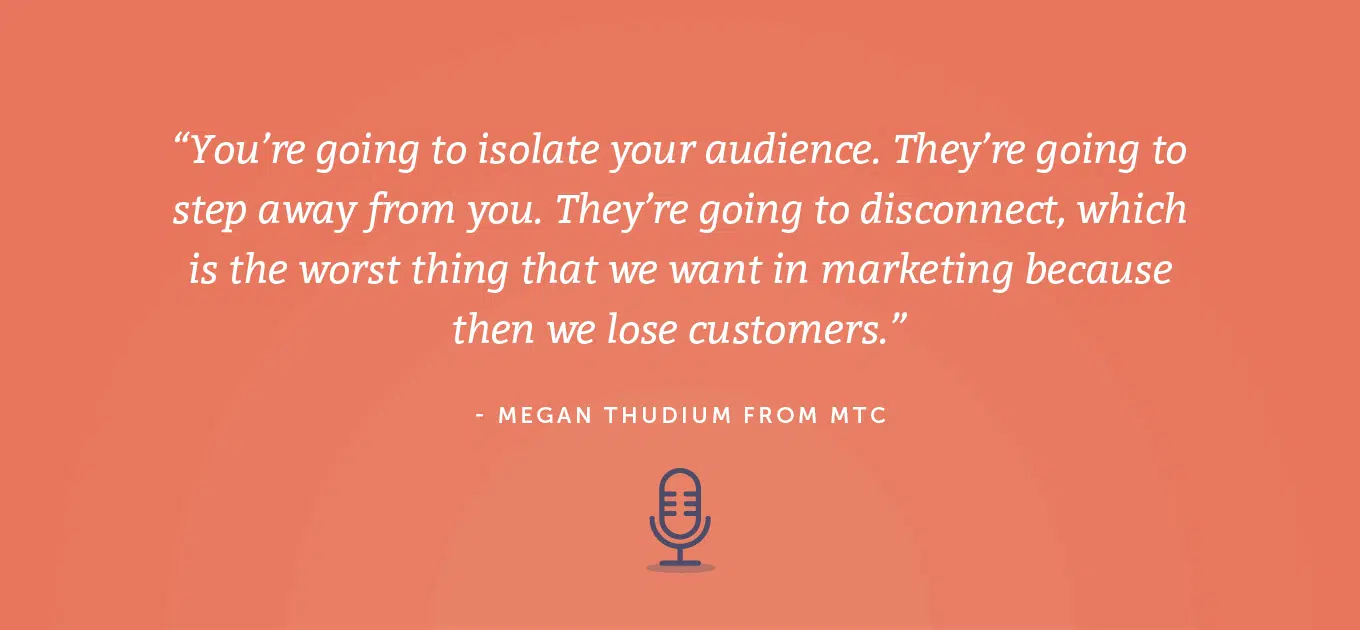 “You’re going to isolate your audience. They’re going to
step away from you. They’re going to disconnect, which
is the worst thing that we want in marketing because
then we lose customers.”
- MEGAN THUDIUM FROM MTC